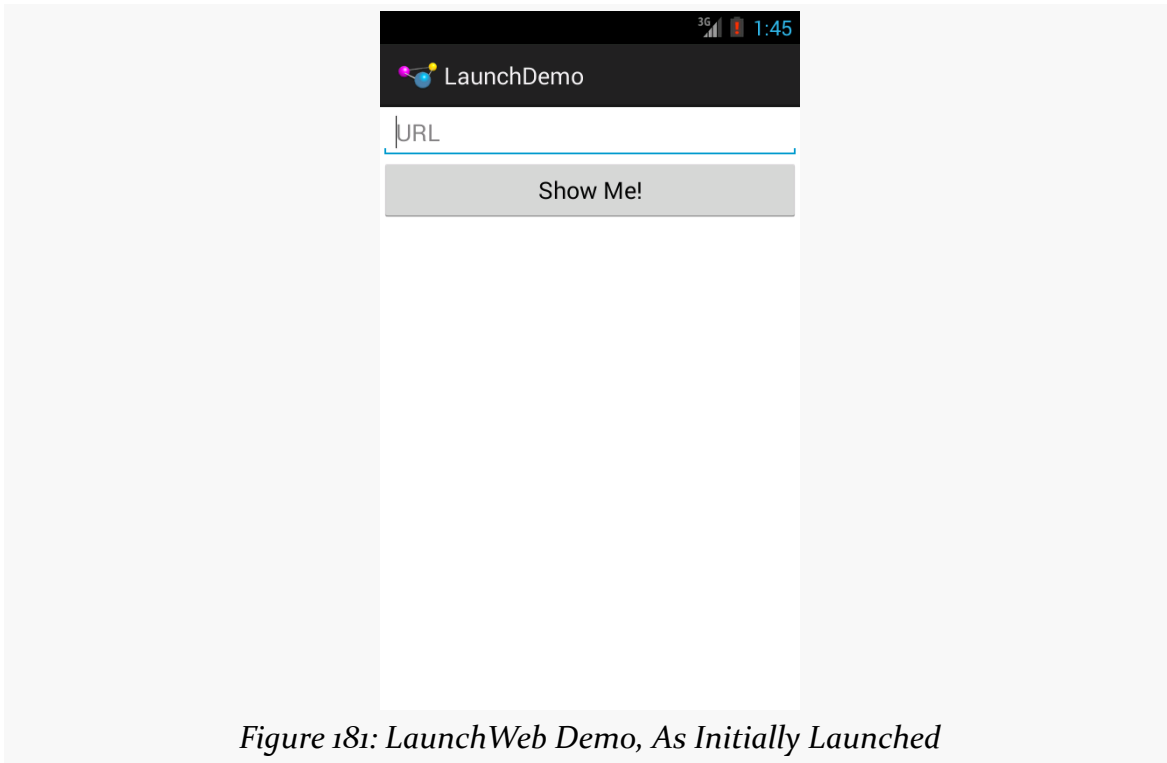 3G 1:45
LaunchDemo
URL
Show Me!
Figure 181: LaunchWeb Demo, As Initially Launched